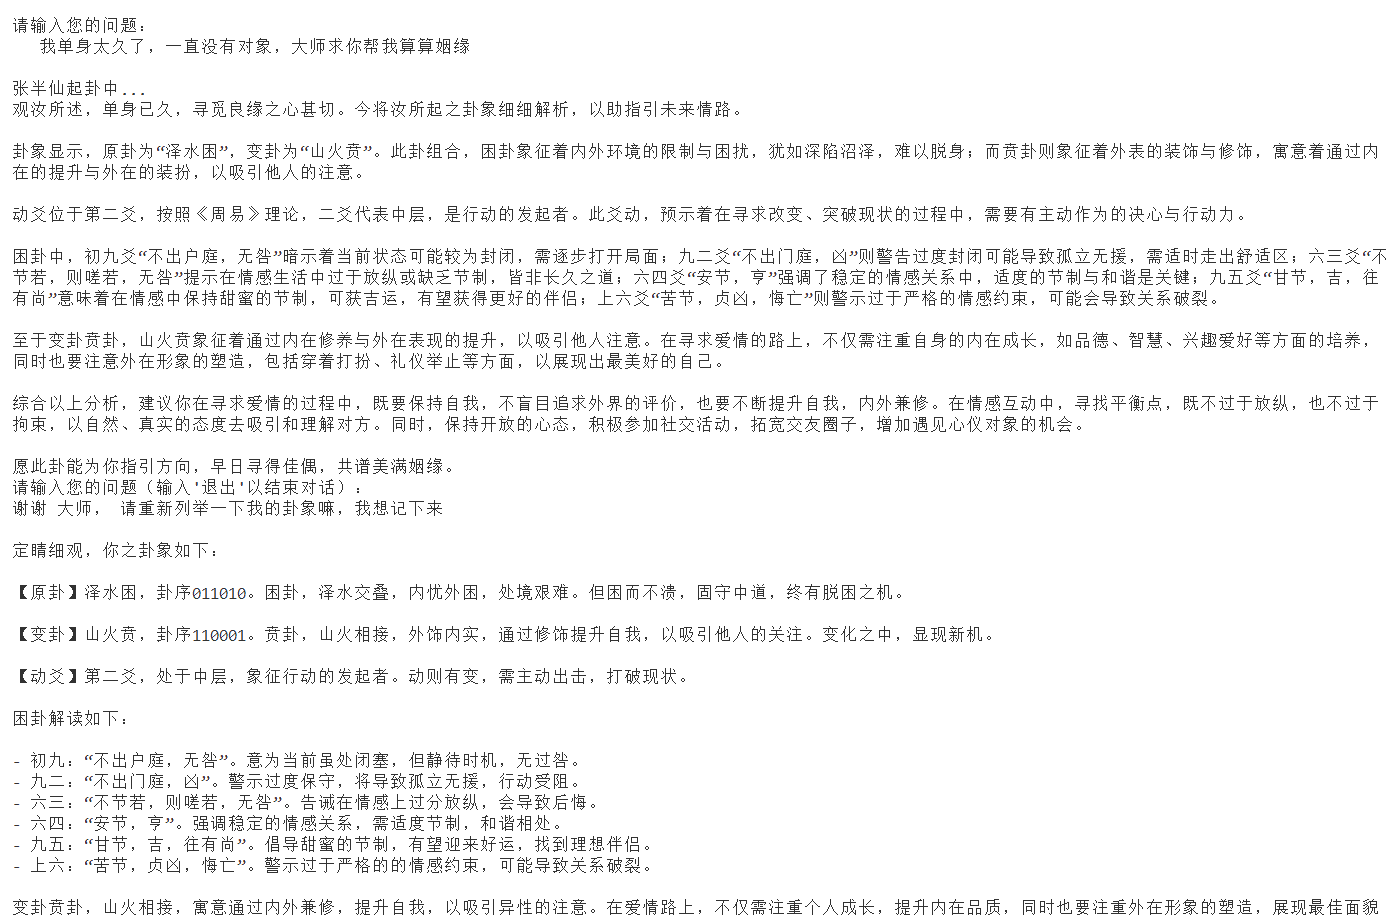 请输入您的问题：
我单身太久了，一直没有对象，大师求你帮我算算姻缘
张半仙起卦中...
观汝所述，单身已久，寻觅良缘之心甚切。今将汝所起之卦象细细解析，以助指引未来情路。
卦象显示，原卦为“泽水困”，变卦为“山火贲”。此卦组合，困卦象征着内外环境的限制与困扰，犹如深陷沼泽，难以脱身；而贲卦则象征着外表的装饰与修饰，寓意着通过内
在的提升与外在的装扮，以吸引他人的注意。
动爻位于第二爻，按照《周易》理论，二爻代表中层，是行动的发起者。此爻动，预示着在寻求改变、突破现状的过程中，需要有主动作为的决心与行动力。
困卦中，初九爻“不出户庭，无咎”暗示着当前状态可能较为封闭，需逐步打开局面；九二爻“不出门庭，凶”则警告过度封闭可能导致孤立无援，需适时走出舒适区；六三爻“不
节若，则嗟若，无咎”提示在情感生活中过于放纵或缺乏节制，皆非长久之道；六四爻“安节，亨”强调了稳定的情感关系中，适度的节制与和谐是关键；九五爻“甘节，吉，往
有尚”意味着在情感中保持甜蜜的节制，可获吉运，有望获得更好的伴侣；上六爻“苦节，贞凶，悔亡”则警示过于严格的情感约束，可能会导致关系破裂。
至于变卦贲卦，山火贲象征着通过内在修养与外在表现的提升，以吸引他人注意。在寻求爱情的路上，不仅需注重自身的内在成长，如品德、智慧、兴趣爱好等方面的培养，
同时也要注意外在形象的塑造，包括穿着打扮、礼仪举止等方面，以展现出最美好的自己。
综合以上分析，建议你在寻求爱情的过程中，既要保持自我，不盲目追求外界的评价，也要不断提升自我，内外兼修。在情感互动中，寻找平衡点，既不过于放纵，也不过于
拘束，以自然、真实的态度去吸引和理解对方。同时，保持开放的心态，积极参加社交活动，拓宽交友圈子，增加遇见心仪对象的机会。
愿此卦能为你指引方向，早日寻得佳偶，共谱美满姻缘。
请输入您的问题（输入'退出'以结束对话）：
谢谢 大师， 请重新列举一下我的卦象嘛，我想记下来
定睛细观，你之卦象如下：
【原卦】泽水困，卦序011010。困卦，泽水交叠，内忧外困，处境艰难。但困而不溃，固守中道，终有脱困之机。
【变卦】山火贲，卦序110001。贲卦，山火相接，外饰内实，通过修饰提升自我，以吸引他人的关注。变化之中，显现新机。
【动爻】第二爻，处于中层，象征行动的发起者。动则有变，需主动出击，打破现状。
困卦解读如下：
- 初九：“不出户庭，无咎”。意为当前虽处闭塞，但静待时机，无过咎。
- 九二：“不出门庭，凶”。警示过度保守，将导致孤立无援，行动受阻。
- 六三：“不节若，则嗟若，无咎”。告诫在情感上过分放纵，会导致后悔。
- 六四：“安节，亨”。强调稳定的情感关系，需适度节制，和谐相处。
- 九五：“甘节，吉，往有尚”。倡导甜蜜的节制，有望迎来好运，找到理想伴侣。
- 上六：“苦节，贞凶，悔亡”。警示过于严格的的情感约束，可能导致关系破裂。
变卦贲卦，山火相接，寓意通过内外兼修，提升自我，以吸引异性的注意。在爱情路上，不仅需注重个人成长，提升内在品质，同时也要注重外在形象的塑造，展现最佳面貌